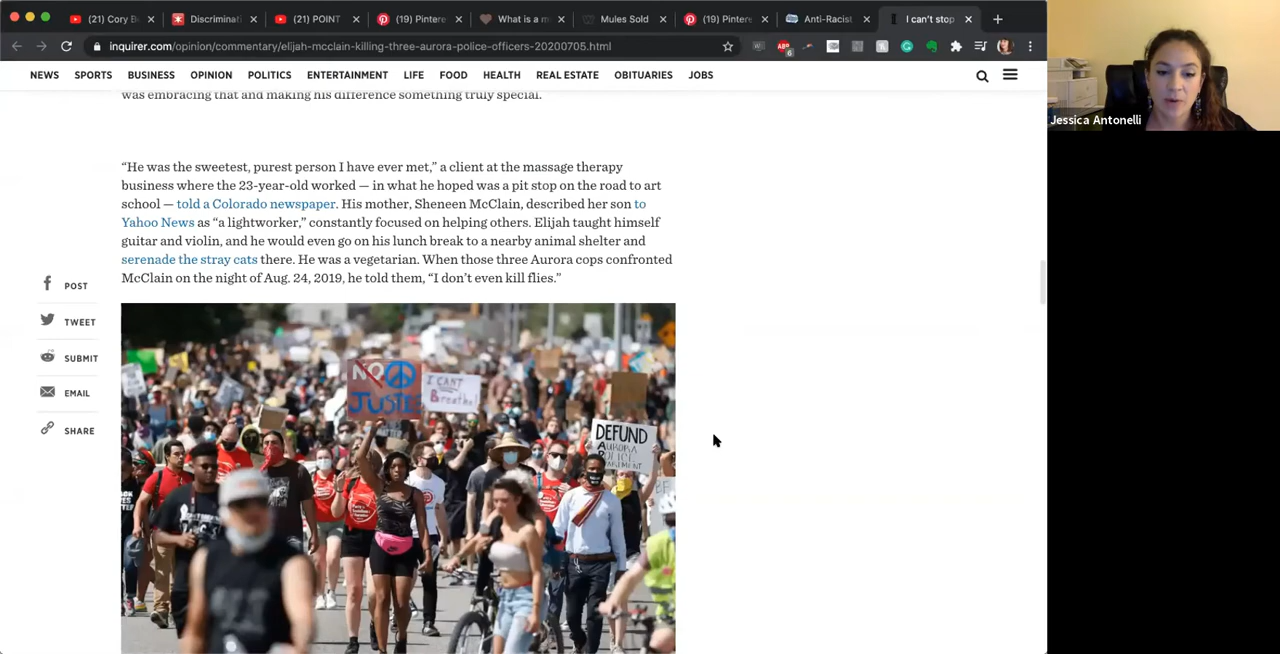 (21) Cory B
Discriminati
(21) POINT
(19) Pintere
What is a m
Mules Sold
(19) Pintere
Anti-Racist
I can't stop
inquirer.com/opinion/commentary/elijah-mcclain-killing-three-aurora-police-officers-20200705.html
ABP
6
NEWS SPORTS BUSINESS OPINION POLITICS ENTERTAINMENT LIFE FOOD HEALTH REAL ESTATE OBITUARIES JOBS
Jessica Antonelli
was embracing that and making his difference something truly special.
“He was the sweetest, purest person I have ever met,” a client at the massage therapy
business where the 23-year-old worked — in what he hoped was a pit stop on the road to art
school — told a Colorado newspaper. His mother, Sheneen McClain, described her son to
Yahoo News as “a lightworker,” constantly focused on helping others. Elijah taught himself
guitar and violin, and he would even go on his lunch break to a nearby animal shelter and
serenade the stray cats there. He was a vegetarian. When those three Aurora cops confronted
McClain on the night of Aug. 24, 2019, he told them, “I don’t even kill flies.”
POST
TWEET
SUBMIT
EMAIL
SHARE
NO
JUSTICE
I CAN'T
Breathe!
DEFUND
AURORA
POLICE